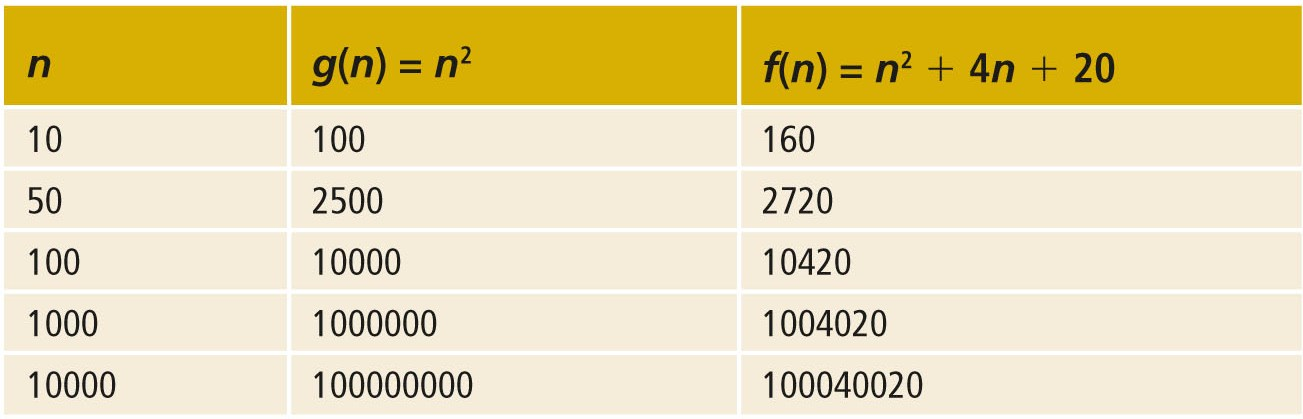 n g(n) = n² f(n) = n² + 4n + 20
10 100 160
50 2500 2720
100 10000 10420
1000 1000000 1004020
10000 100000000 100040020